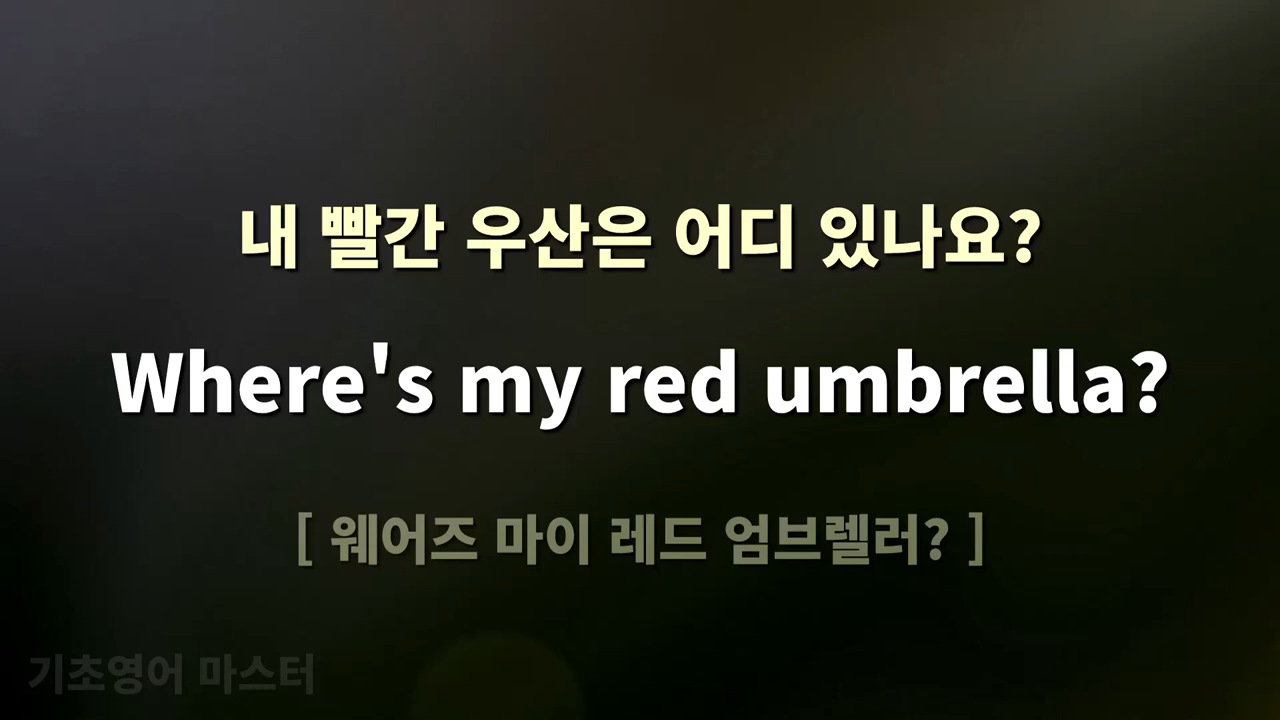 내 빨간 우산은 어디 있나요?
Where's my red umbrella?
[ 웨어즈 마이 레드 엄브렐러? ]
기초영어 마스터